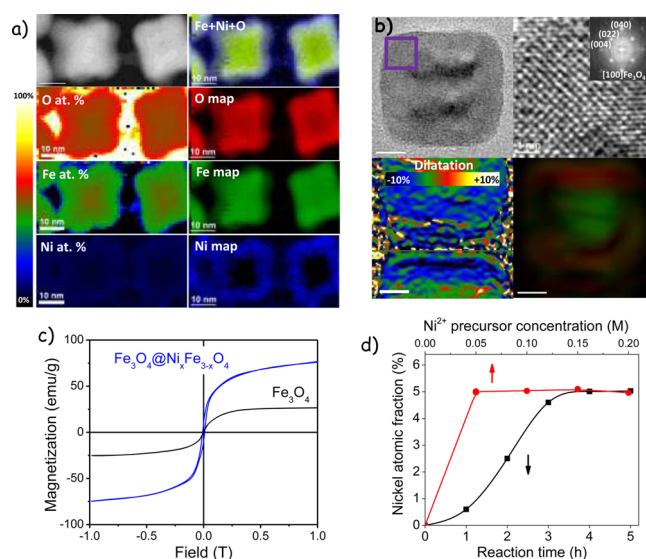 a)
Fe+Ni+O
10 nm
100%
O at. %
O map
10 nm
10 nm
Fe at. %
Fe map
10 nm
10 nm
Ni at. %
Ni map
0%
10 nm
10 nm
b)
(040)
(022)
(004)
[100]Fe₃O₄
Dilatation
-10%
+10%
c)
Fe₃O₄@NiₓFe₃₋ₓO₄
Fe₃O₄
Magnetization (emu/g)
100
50
0
-50
-100
-1.0
-0.5
0.0
0.5
1.0
Field (T)
d)
Ni²⁺ precursor concentration (M)
0.00
0.05
0.10
0.15
0.20
Nickel atomic fraction (%)
6
5
4
3
2
1
0
0
1
2
3
4
5
Reaction time (h)